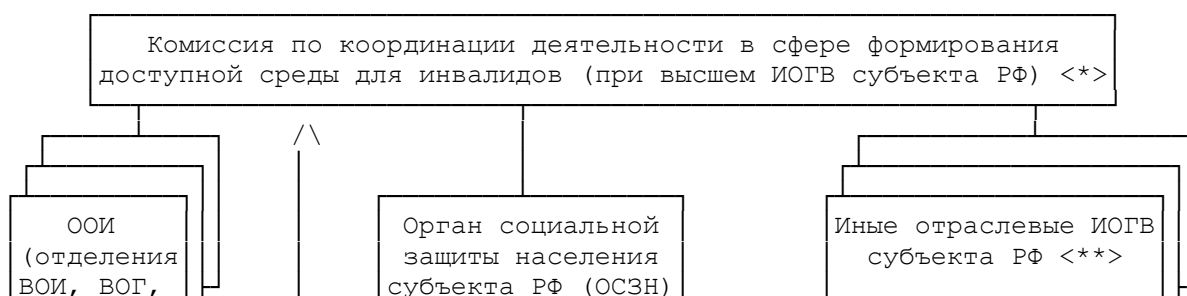 Комиссия по координации деятельности в сфере формирования
доступной среды для инвалидов (при высшем ИОГВ субъекта РФ) <*>
/\
ООИ
(отделения
ВОИ, ВОГ,
Орган социальной
защиты населения
субъекта РФ (ОСЗН)
Иные отраслевые ИОГВ
субъекта РФ <**>